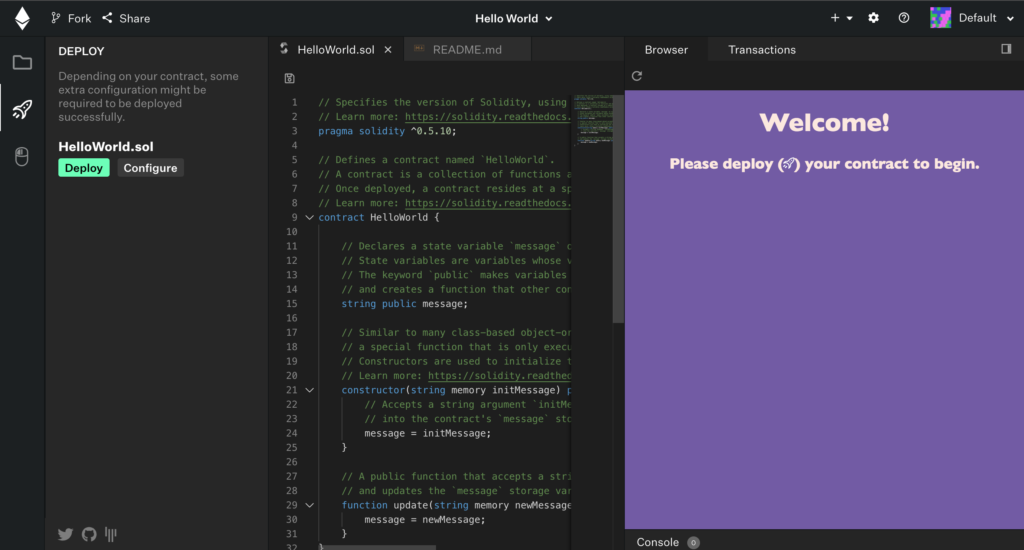 Fork Share Hello World Default
DEPLOY
Depending on your contract, some
extra configuration might be
required to be deployed
successfully.
HelloWorld.sol
Deploy Configure
HelloWorld.sol README.md
1 // Specifies the version of Solidity, using
2 // Learn more: https://solidity.readthedocs.
3 pragma solidity ^0.5.10;
4
5 // Defines a contract named `HelloWorld`.
6 // A contract is a collection of functions a
7 // Once deployed, a contract resides at a sp
8 // Learn more: https://solidity.readthedocs.
9 contract HelloWorld {
10
11 // Declares a state variable `message` o
12 // State variables are variables whose v
13 // The keyword `public` makes variables
14 // and creates a function that other con
15 string public message;
16
17 // Similar to many class-based object-or
18 // a special function that is only execu
19 // Constructors are used to initialize t
20 // Learn more: https://solidity.readthed
21 constructor(string memory initMessage) p
22 // Accepts a string argument `initMe
23 // into the contract's `message` sto
24 message = initMessage;
25 }
26
27 // A public function that accepts a stri
28 // and updates the `message` storage var
29 function update(string memory newMessage
30 message = newMessage;
31 }
32 }
Browser Transactions
Welcome!
Please deploy () your contract to begin.
Console 0